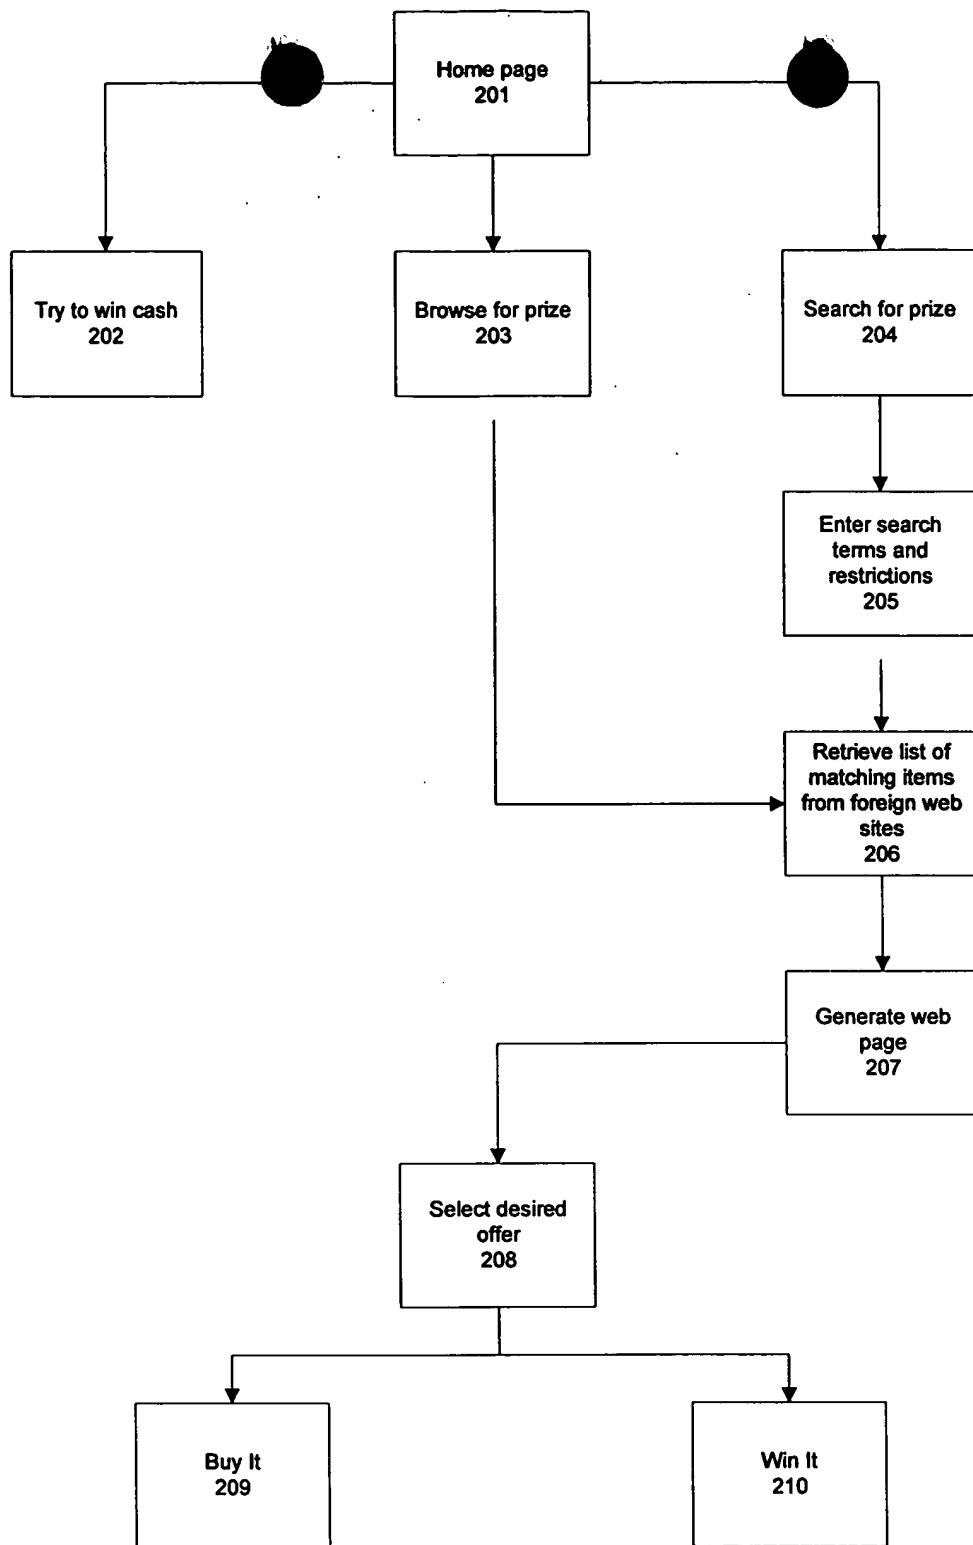 Home page
201
Try to win cash
202
Browse for prize
203
Search for prize
204
Enter search
terms and
restrictions
205
Retrieve list of
matching items
from foreign web
sites
206
Generate web
page
207
Select desired
offer
208
Buy It
209
Win It
210